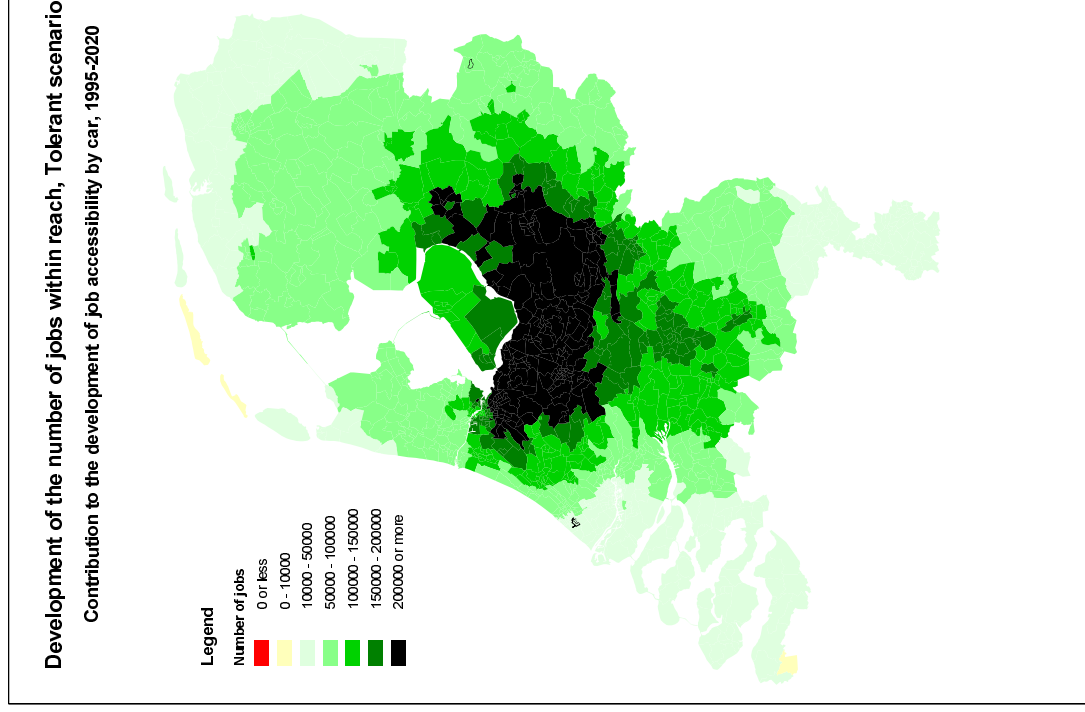 Development of the number of jobs within reach, Tolerant scenario
Contribution to the development of job accessibility by car, 1995-2020
Legend
Number of jobs
0 or less
0 - 10000
10000 - 50000
50000 - 100000
100000 - 150000
150000 - 200000
200000 or more